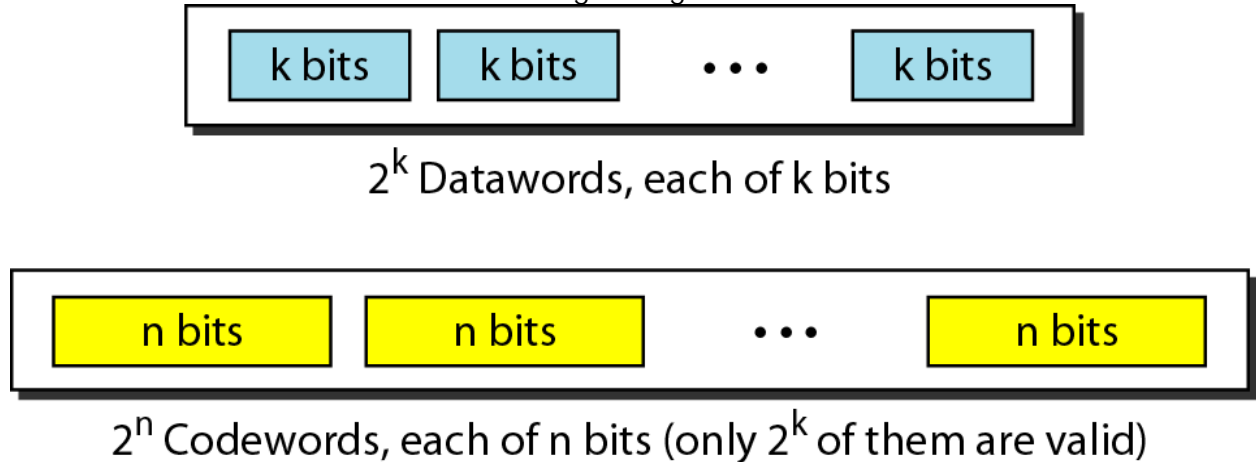 k bits k bits ... k bits
2^k Datawords, each of k bits
n bits n bits ... n bits
2^n Codewords, each of n bits (only 2^k of them are valid)